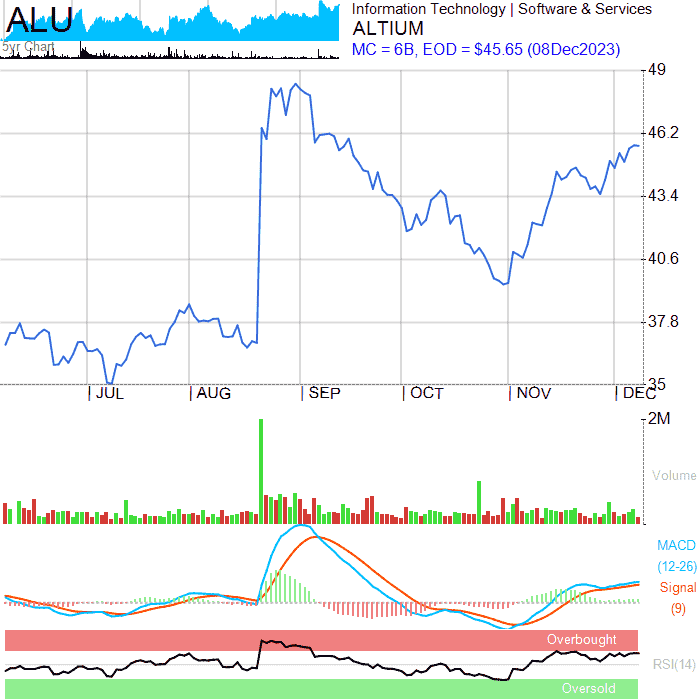 ALU
5yr Chart
Information Technology | Software & Services
ALTIUM
MC = 6B, EOD = $45.65 (08Dec2023)
49
46.2
43.4
40.6
37.8
35
JUL AUG SEP OCT NOV DEC
2M
Volume
MACD
(12-26)
Signal
(9)
Overbought
RSI(14)
Oversold